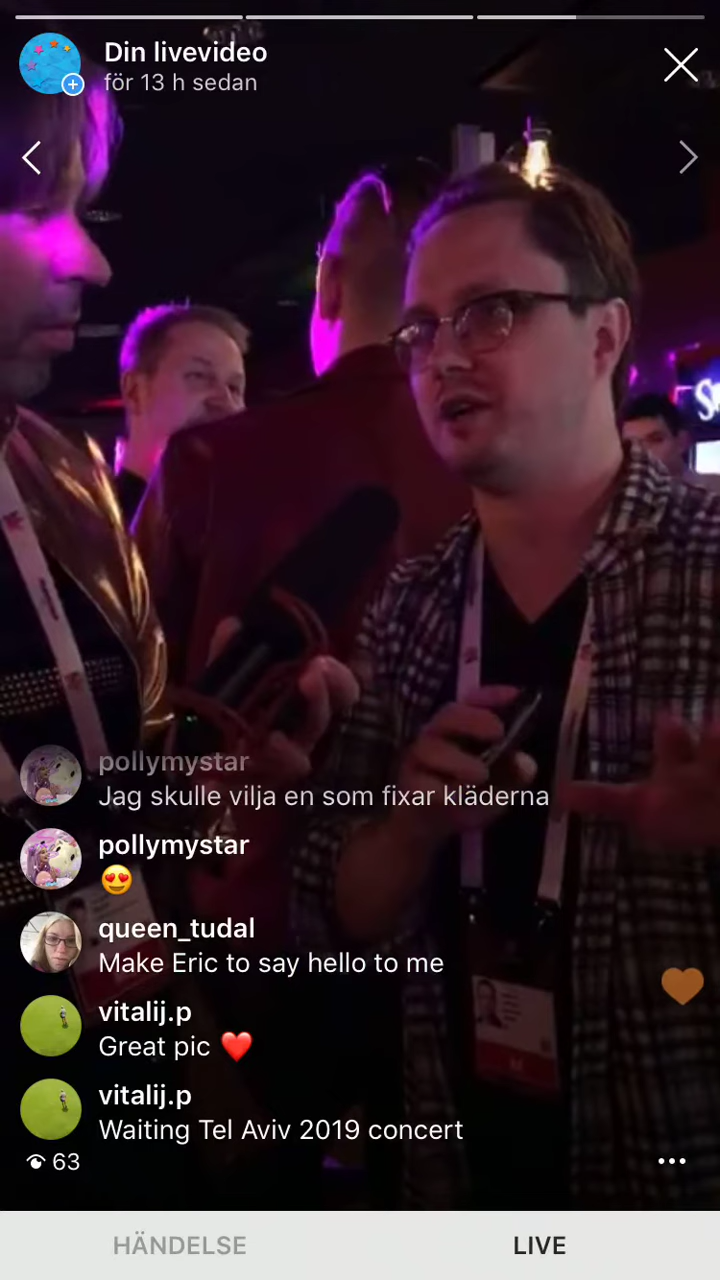 Din livevideo
för 13 h sedan
pollymystar
Jag skulle vilja en som fixar kläderna
pollymystar
😍
queen_tudal
Make Eric to say hello to me
vitalij.p
Great pic ❤️
vitalij.p
Waiting Tel Aviv 2019 concert
63
HÄNDELSE
LIVE